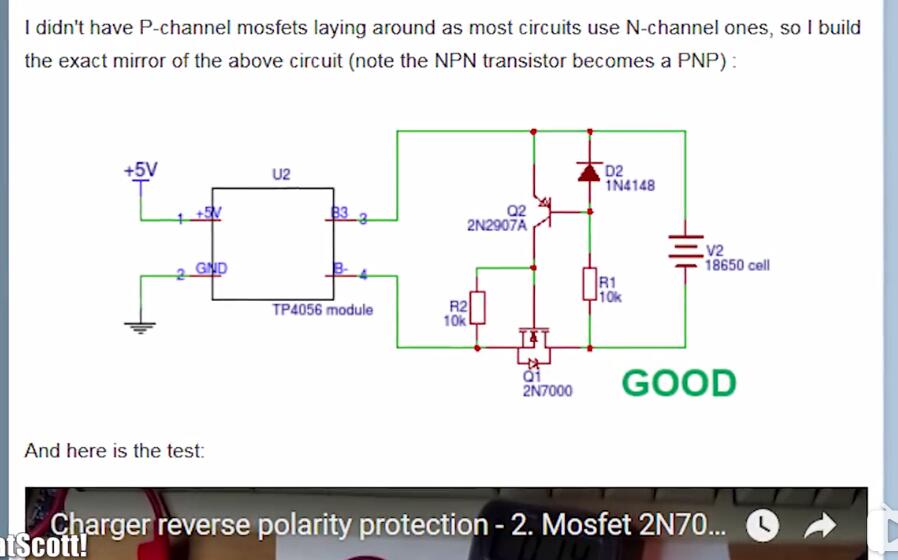 I didn't have P-channel mosfets laying around as most circuits use N-channel ones, so I build
the exact mirror of the above circuit (note the NPN transistor becomes a PNP) :
+5V
U2
D2
1N4148
1 +5V
B3 3
Q2
2N2907A
V2
18650 cell
2 GND
B- 4
R1
10k
R2
10k
TP4056 module
Q1
2N7000
GOOD
And here is the test:
Charger reverse polarity protection - 2. Mosfet 2N70...
atScott!